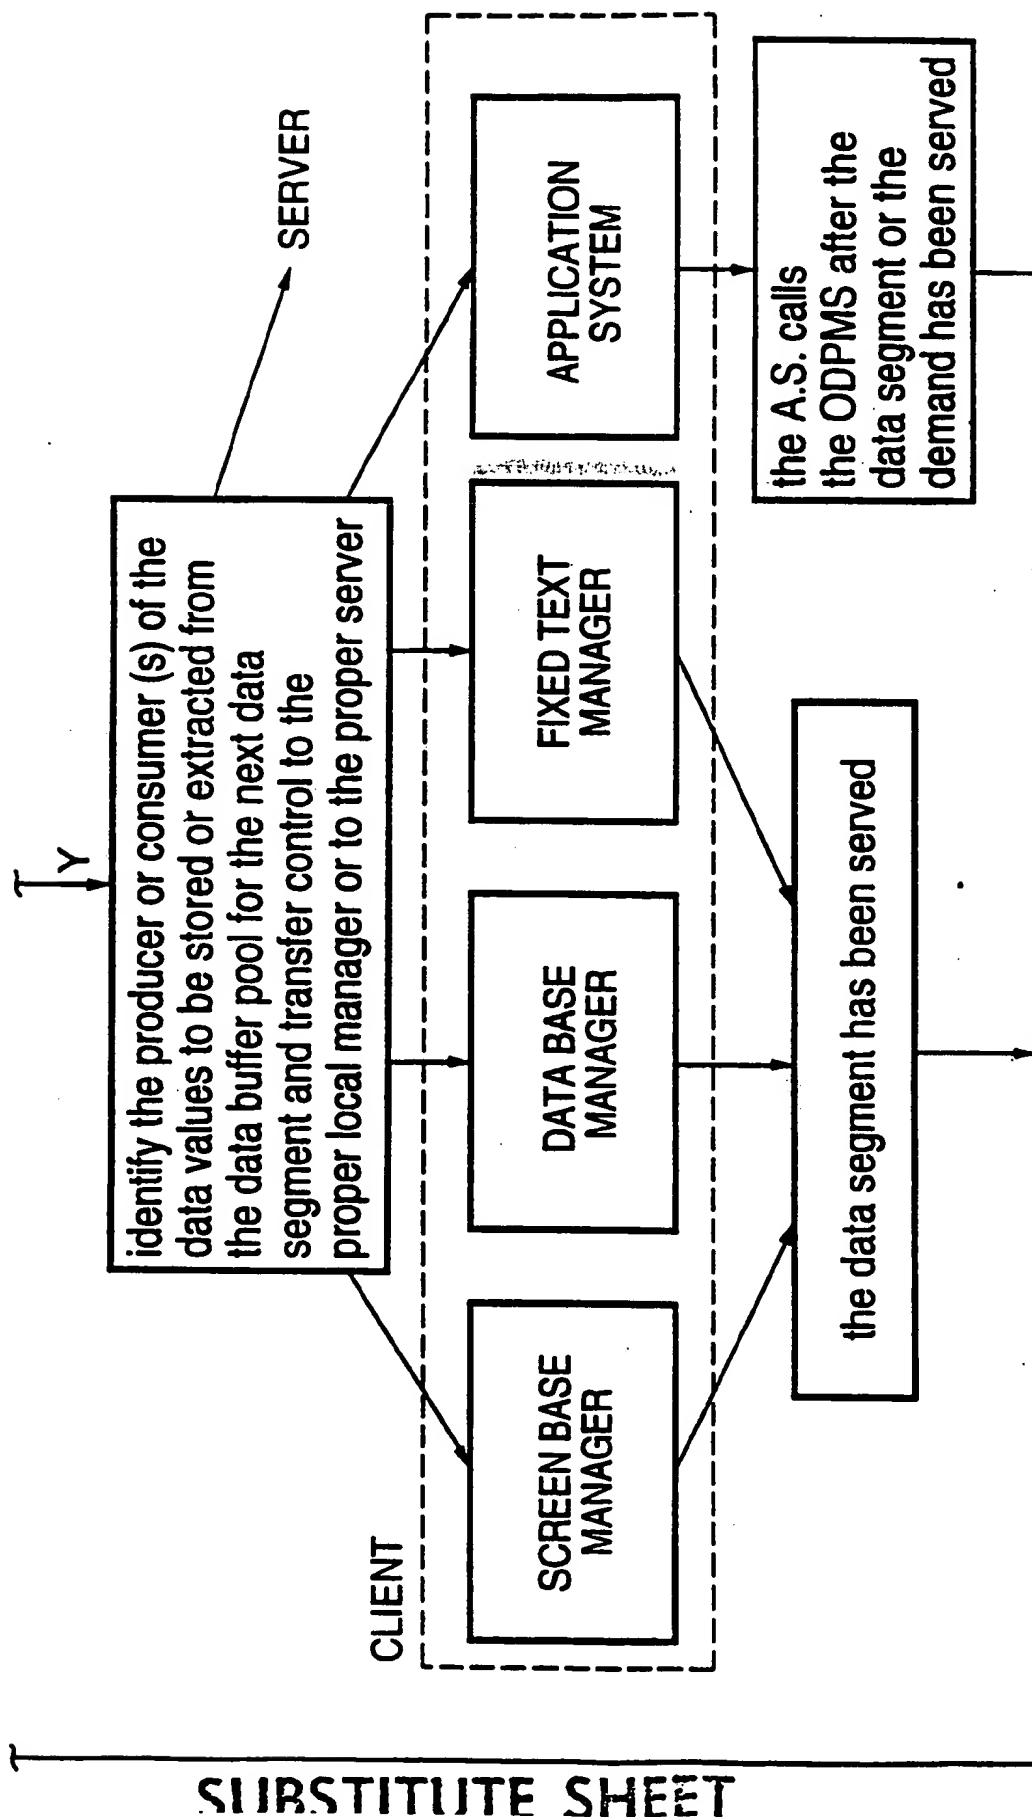 Y
identify the producer or consumer (s) of the
data values to be stored or extracted from
the data buffer pool for the next data
segment and transfer control to the
proper local manager or to the proper server
SERVER
CLIENT
SCREEN BASE
MANAGER
DATA BASE
MANAGER
FIXED TEXT
MANAGER
APPLICATION
SYSTEM
the data segment has been served
the A.S. calls
the ODPMS after the
data segment or the
demand has been served
SUBSTITUTE SHEET